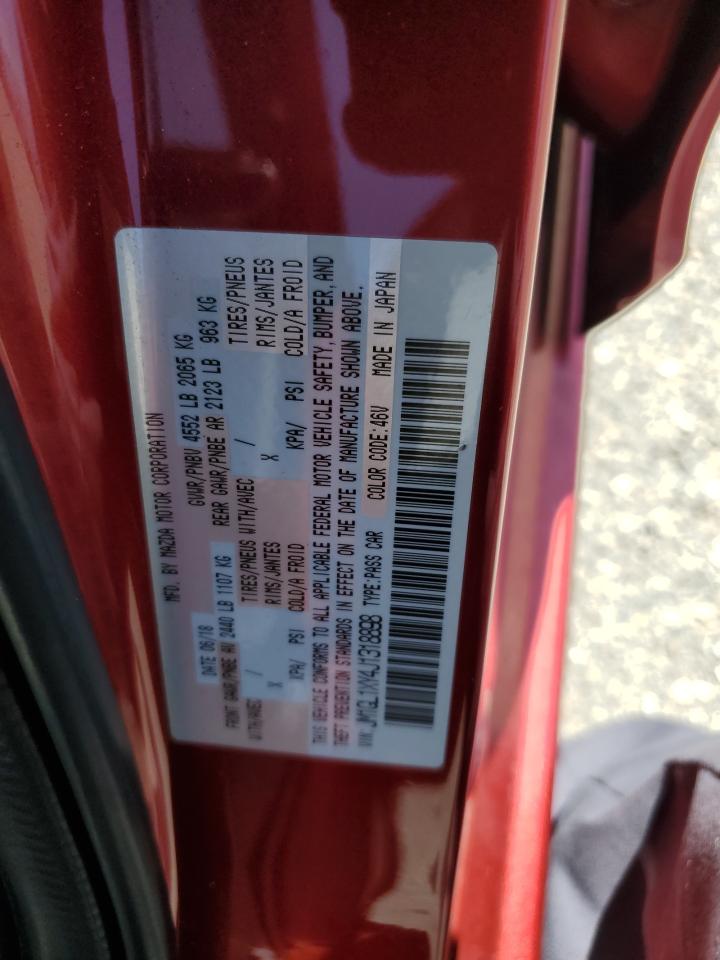 MFD. BY MAZDA MOTOR CORPORATION
DATE 06/18 GVWR/PNBV 4552 LB 2065 KG
FRONT GAWR/PNBE AV 2440 LB 1107 KG REAR GAWR/PNBE AR 2123 LB 963 KG
WITH/AVEC / TIRES/PNEUS WITH/AVEC / TIRES/PNEUS
X RIMS/JANTES X RIMS/JANTES
KPA/ PSI COLD/A FROID KPA/ PSI COLD/A FROID
THIS VEHICLE CONFORMS TO ALL APPLICABLE FEDERAL MOTOR VEHICLE SAFETY, BUMPER, AND
THEFT PREVENTION STANDARDS IN EFFECT ON THE DATE OF MANUFACTURE SHOWN ABOVE.
VIN: JM1GL1XY4J1318898 TYPE:PASS CAR COLOR CODE:46V MADE IN JAPAN